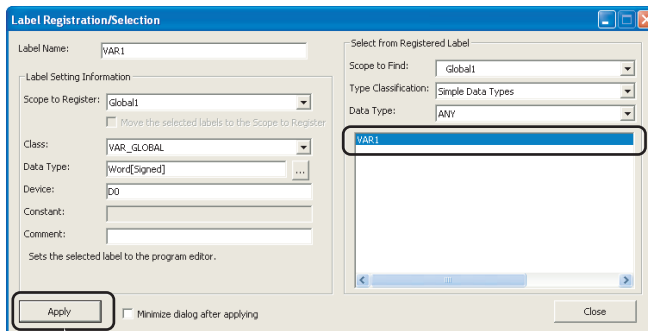 Label Registration/Selection
Label Name: VAR1
Label Setting Information
Scope to Register: Global1
Move the selected labels to the Scope to Register
Class: VAR_GLOBAL
Data Type: Word[Signed] ...
Device: D0
Constant:
Comment:
Sets the selected label to the program editor.
Select from Registered Label
Scope to Find: Global1
Type Classification: Simple Data Types
Data Type: ANY
VAR1
Apply
Minimize dialog after applying
Close